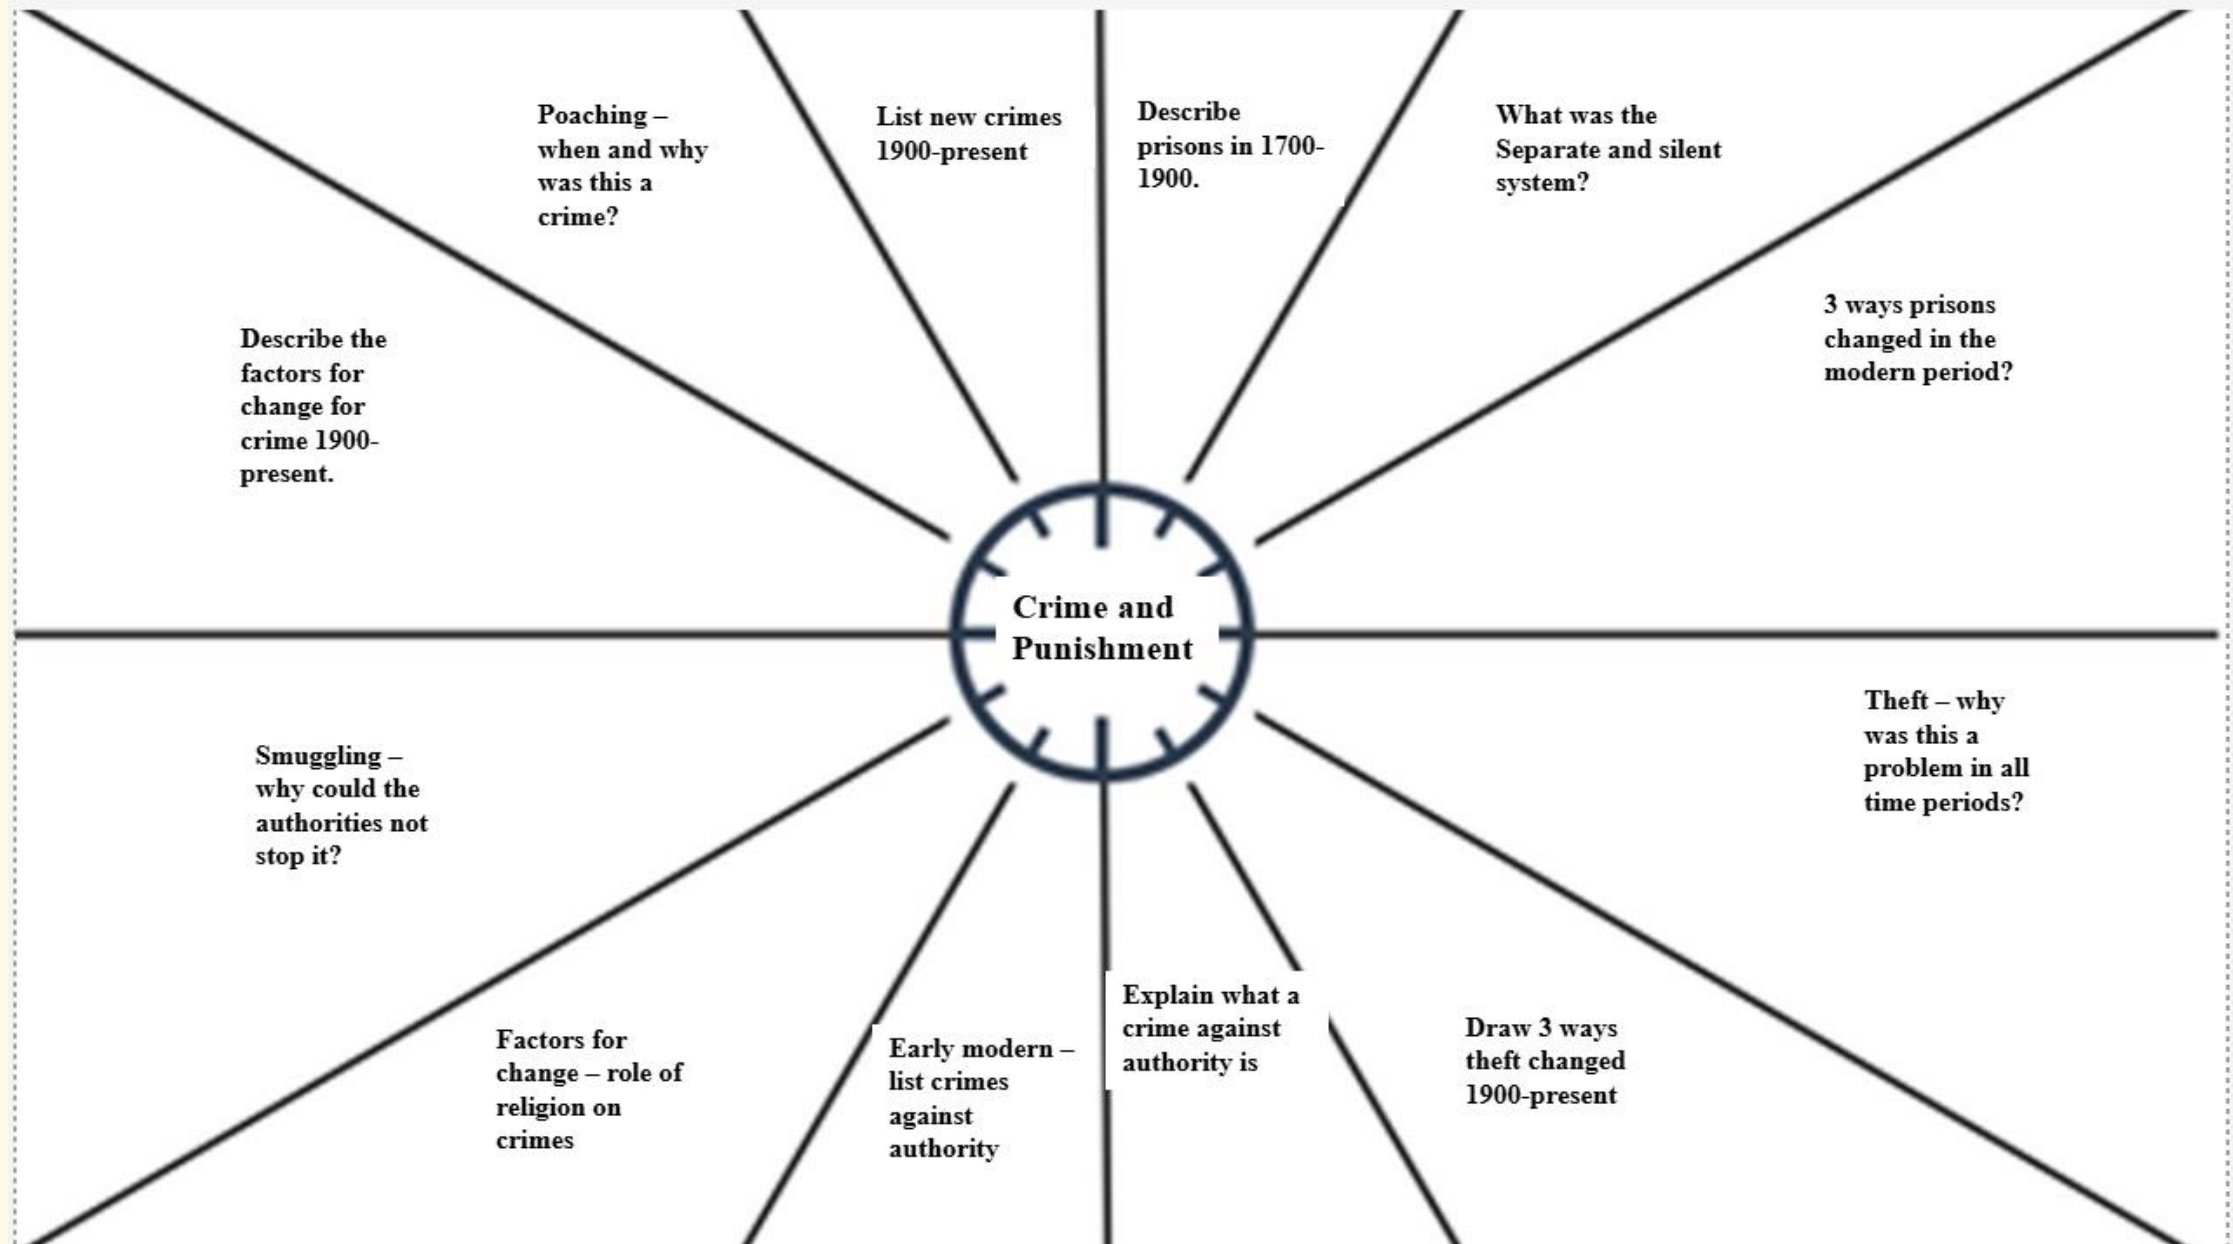 Poaching –
when and why
was this a
crime?
List new crimes
1900-present
Describe
prisons in 1700-
1900.
What was the
Separate and silent
system?
3 ways prisons
changed in the
modern period?
Describe the
factors for
change for
crime 1900-
present.
Crime and
Punishment
Theft – why
was this a
problem in all
time periods?
Smuggling –
why could the
authorities not
stop it?
Factors for
change – role of
religion on
crimes
Early modern –
list crimes
against
authority
Explain what a
crime against
authority is
Draw 3 ways
theft changed
1900-present